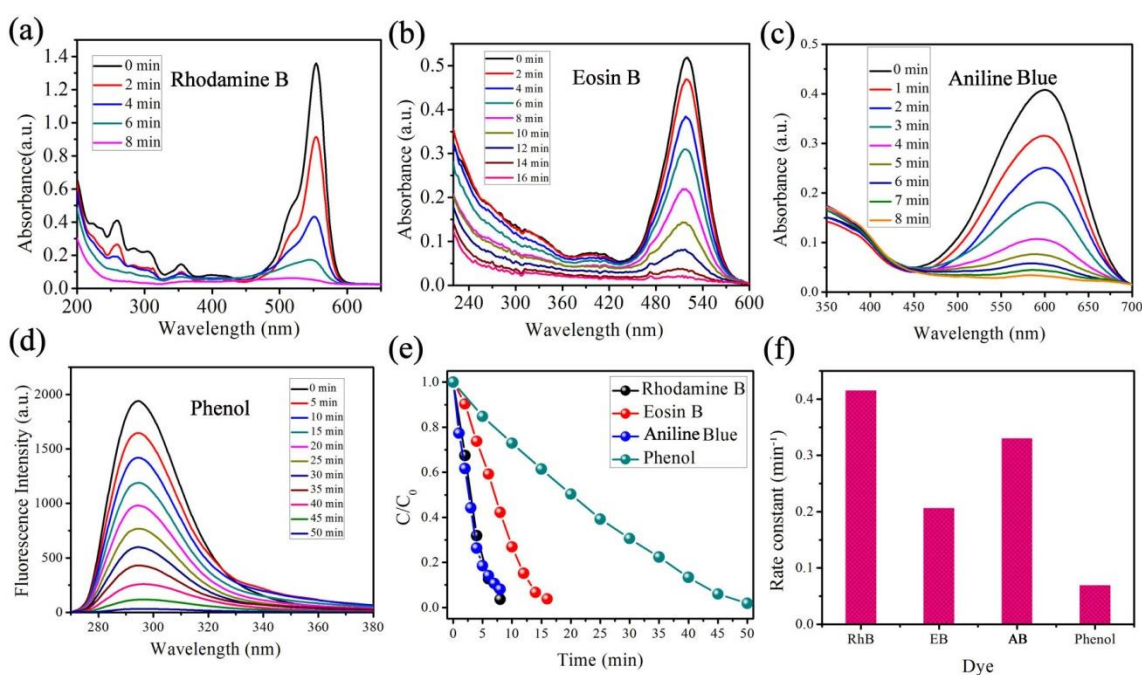 (a)
Rhodamine B
0 min
2 min
4 min
6 min
8 min
Absorbance(a.u.)
1.4
1.2
1.0
0.8
0.6
0.4
0.2
0.0
200 300 400 500 600
Wavelength (nm)
(b)
Eosin B
0 min
2 min
4 min
6 min
8 min
10 min
12 min
14 min
16 min
Absorbance (a.u.)
0.5
0.4
0.3
0.2
0.1
0.0
240 300 360 420 480 540 600
Wavelength (nm)
(c)
Aniline Blue
0 min
1 min
2 min
3 min
4 min
5 min
6 min
7 min
8 min
Absorbance (a.u.)
0.5
0.4
0.3
0.2
0.1
0.0
350 400 450 500 550 600 650 700
Wavelength (nm)
(d)
Phenol
0 min
5 min
10 min
15 min
20 min
25 min
30 min
35 min
40 min
45 min
50 min
Fluorescence Intensity (a.u.)
2000
1500
1000
500
0
280 300 320 340 360 380
Wavelength (nm)
(e)
Rhodamine B
Eosin B
Aniline Blue
Phenol
C/C0
1.0
0.8
0.6
0.4
0.2
0.0
0 5 10 15 20 25 30 35 40 45 50
Time (min)
(f)
Rate constant (min-1)
0.4
0.3
0.2
0.1
0.0
RhB EB AB Phenol
Dye